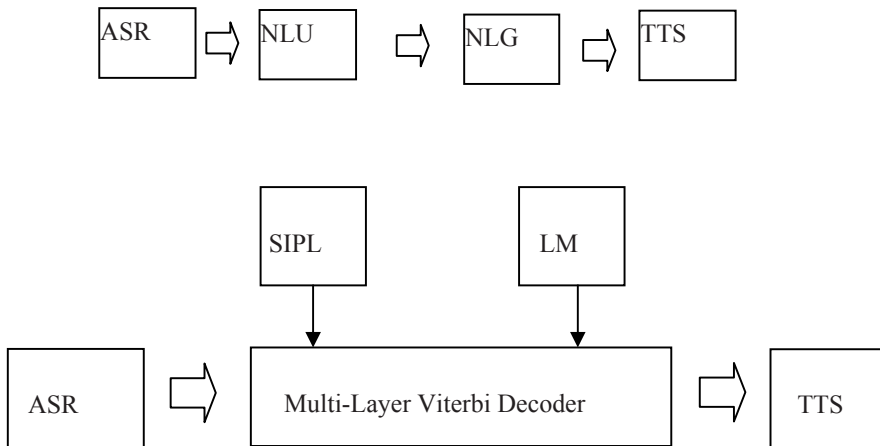 ASR
NLU
NLG
TTS
SIPL
LM
ASR
Multi-Layer Viterbi Decoder
TTS